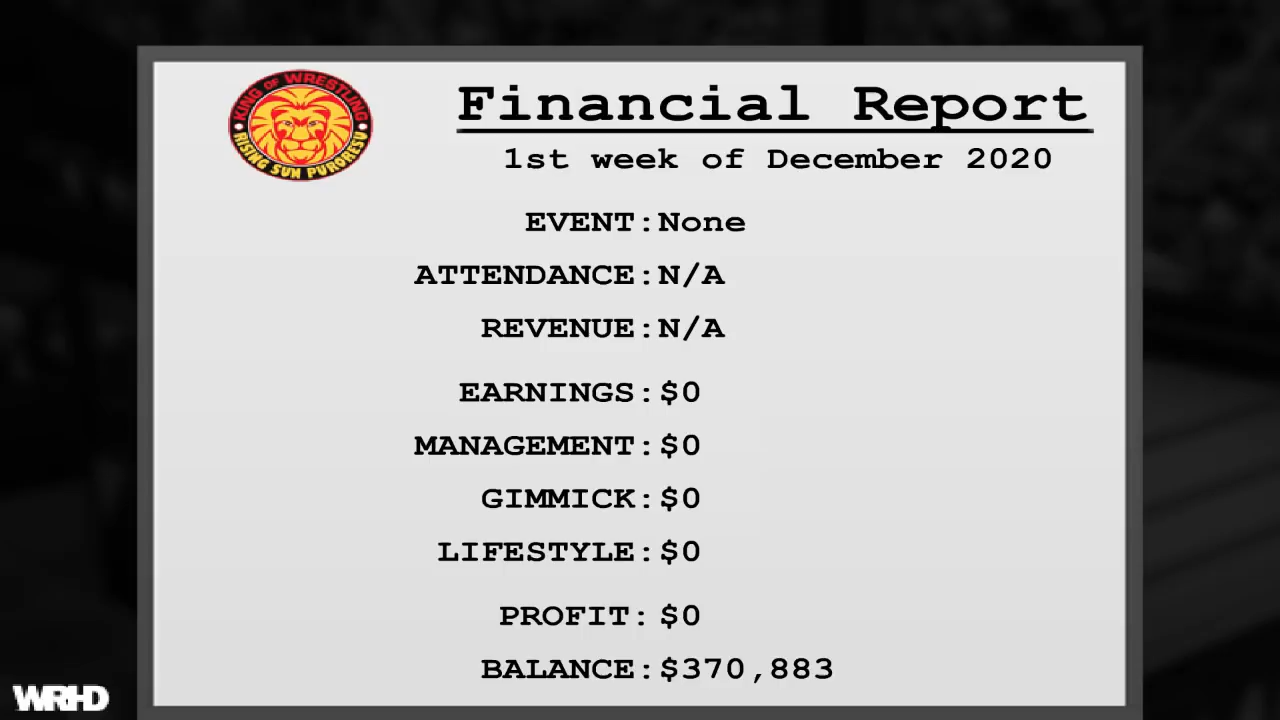 KING OF WRESTLING
RISING SUN PURORESU
Financial Report
1st week of December 2020
EVENT:None
ATTENDANCE:N/A
REVENUE:N/A
EARNINGS:$0
MANAGEMENT:$0
GIMMICK:$0
LIFESTYLE:$0
PROFIT:$0
BALANCE:$370,883
WRHD